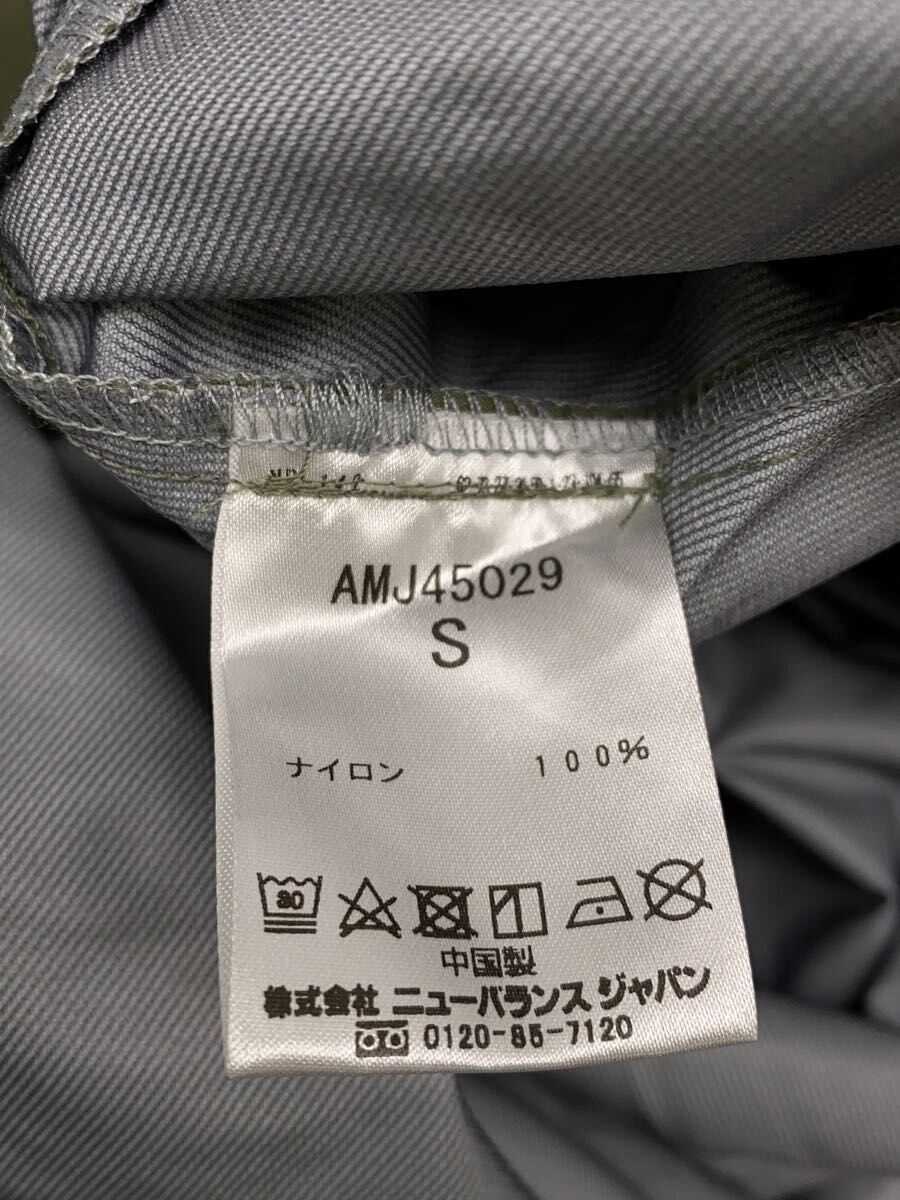 AMJ45029
S
ナイロン 100%
30
中国製
株式会社 ニューバランス ジャパン
0120-85-7120